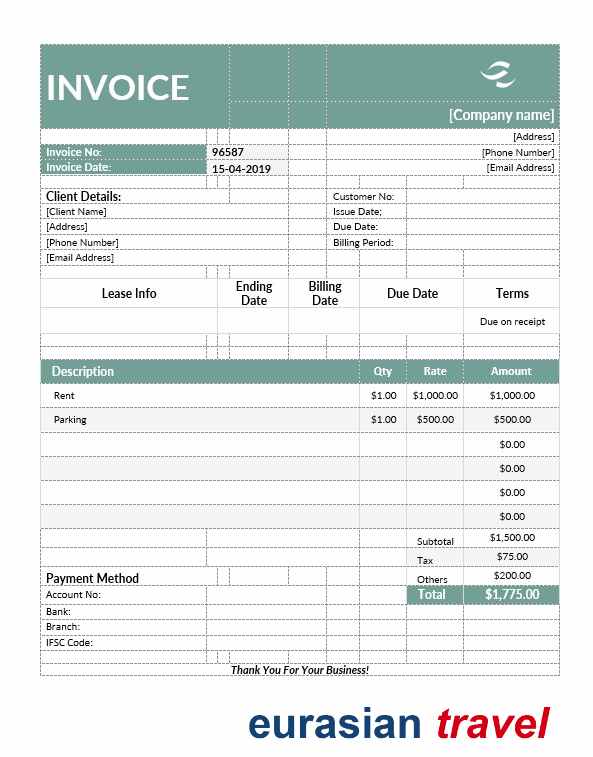 INVOICE
[Company name]
[Address]
Invoice No: 96587 [Phone Number]
Invoice Date: 15-04-2019 [Email Address]
Client Details: Customer No:
[Client Name] Issue Date;
[Address] Due Date:
[Phone Number] Billing Period:
[Email Address]
Lease Info Ending Date Billing Date Due Date Terms
Due on receipt
Description Qty Rate Amount
Rent $1.00 $1,000.00 $1,000.00
Parking $1.00 $500.00 $500.00
$0.00
$0.00
$0.00
$0.00
Subtotal $1,500.00
Tax $75.00
Payment Method Others $200.00
Account No: Total $1,775.00
Bank:
Branch:
IFSC Code:
Thank You For Your Business!
eurasian travel